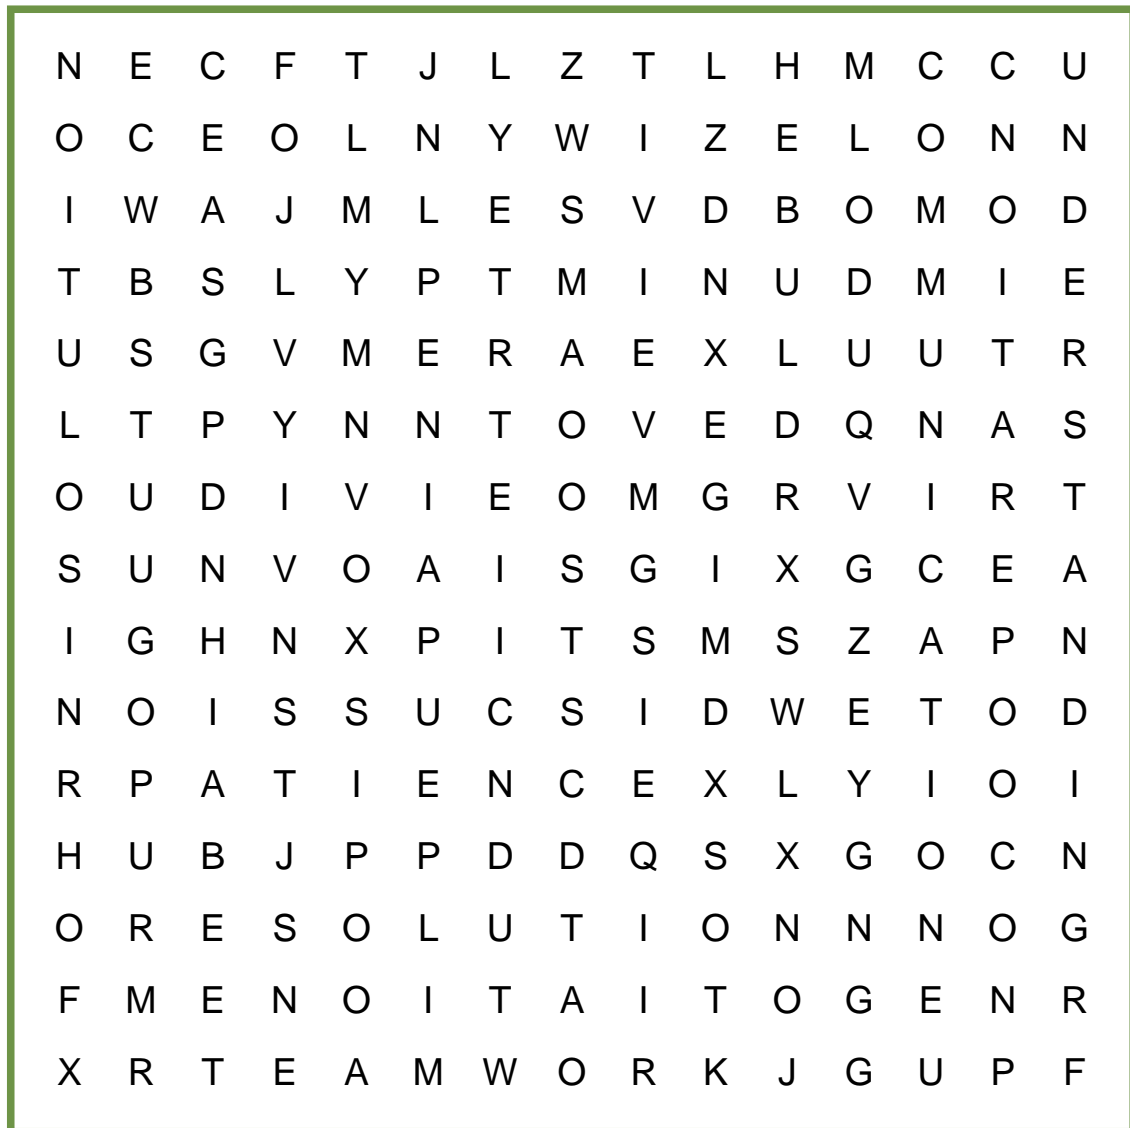 N E C F T J L Z T L H M C C U
O C E O L N Y W I Z E L O N N
I W A J M L E S V D B O M O D
T B S L Y P T M I N U D M I E
U S G V M E R A E X L U U T R
L T P Y N N T O V E D Q N A S
O U D I V I E O M G R V I R T
S U N V O A I S G I X G C E A
I G H N X P I T S M S Z A P N
N O I S S U C S I D W E T O D
R P A T I E N C E X L Y I O I
H U B J P P D D Q S X G O C N
O R E S O L U T I O N N N O G
F M E N O I T A I T O G E N R
X R T E A M W O R K J G U P F